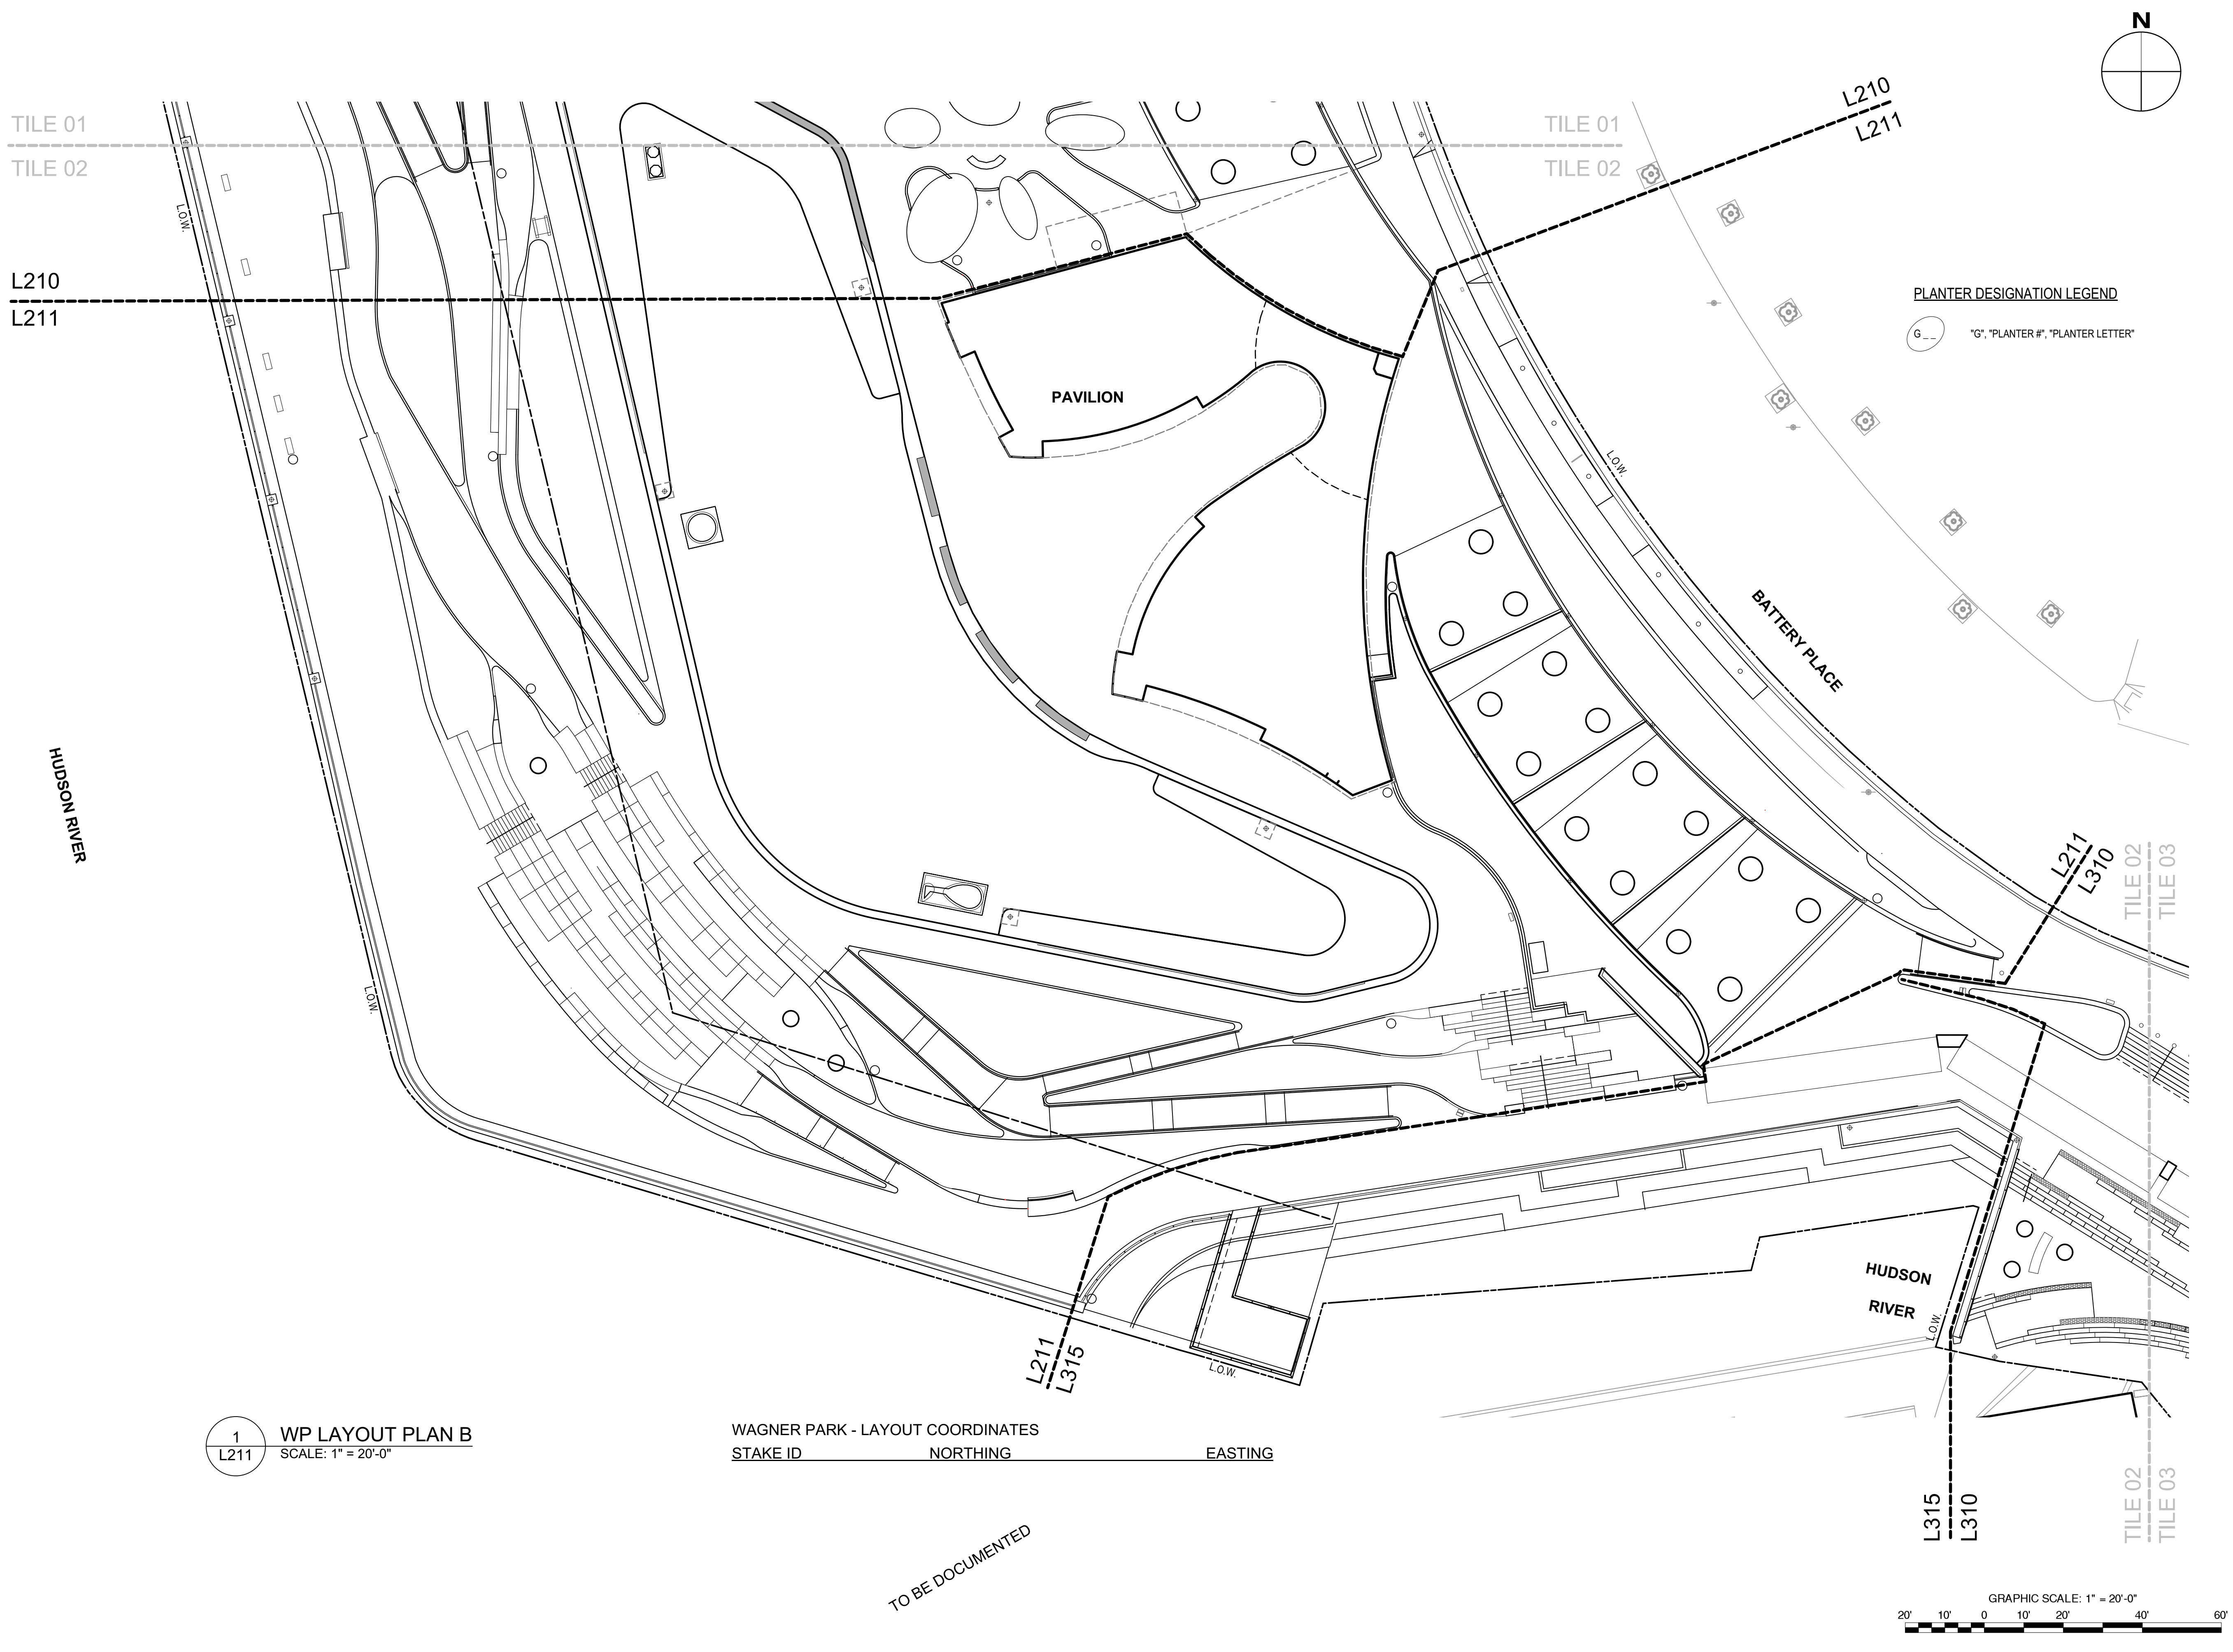 N
L210
L211
TILE 01
TILE 02
TILE 01
TILE 02
L.O.W.
L210
L211
PLANTER DESIGNATION LEGEND
G_ _
"G", "PLANTER #", "PLANTER LETTER"
PAVILION
L.O.W.
BATTERY PLACE
HUDSON RIVER
L211
L310
TILE 02
TILE 03
L.O.W.
HUDSON
RIVER
L.O.W.
L211
L315
L.O.W.
1
L211
WP LAYOUT PLAN B
SCALE: 1" = 20'-0"
WAGNER PARK - LAYOUT COORDINATES
STAKE ID NORTHING EASTING
TO BE DOCUMENTED
L315
L310
TILE 02
TILE 03
GRAPHIC SCALE: 1" = 20'-0"
20' 10' 0 10' 20' 40' 60'